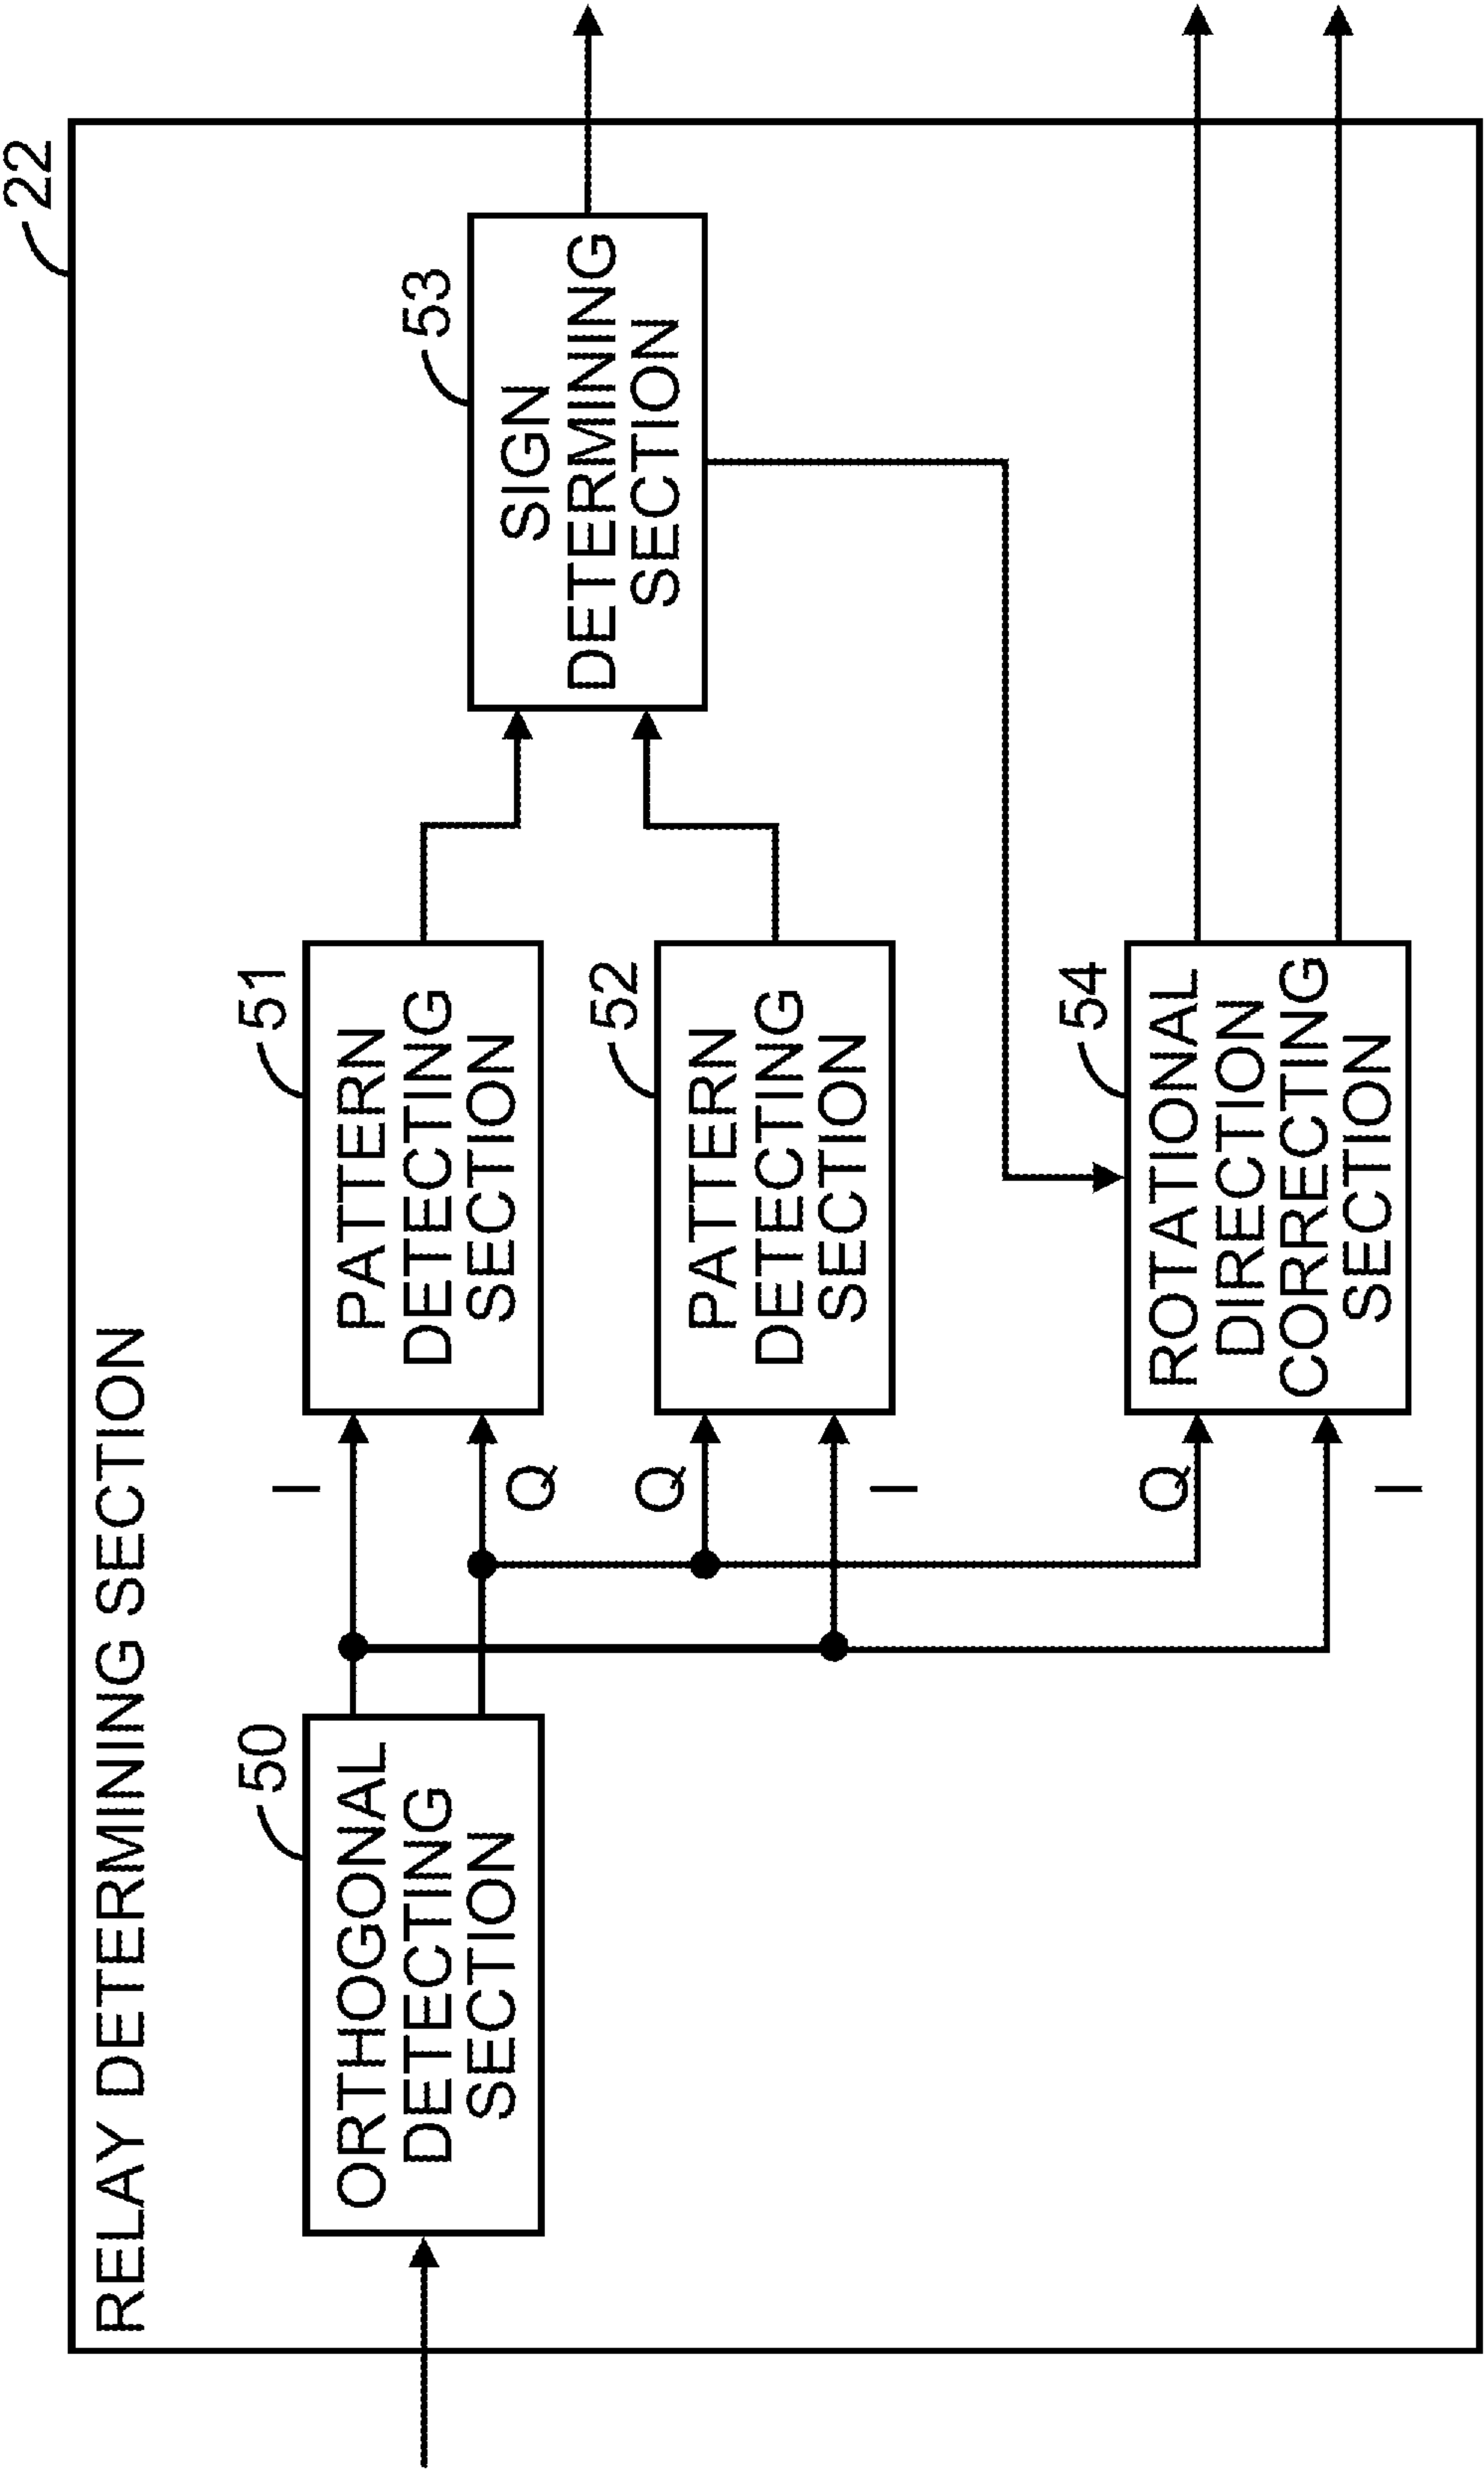 22
RELAY DETERMINING SECTION
50
ORTHOGONAL
DETECTING
SECTION
I
Q
51
PATTERN
DETECTING
SECTION
Q
I
52
PATTERN
DETECTING
SECTION
53
SIGN
DETERMINING
SECTION
Q
I
54
ROTATIONAL
DIRECTION
CORRECTING
SECTION